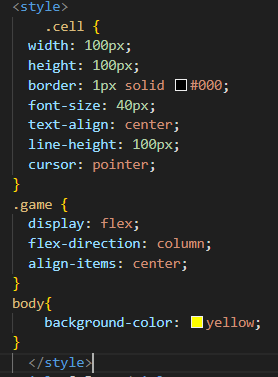 <style>
.cell {
width: 100px;
height: 100px;
border: 1px solid #000;
font-size: 40px;
text-align: center;
line-height: 100px;
cursor: pointer;
}
.game {
display: flex;
flex-direction: column;
align-items: center;
}
body{
background-color: yellow;
}
</style>